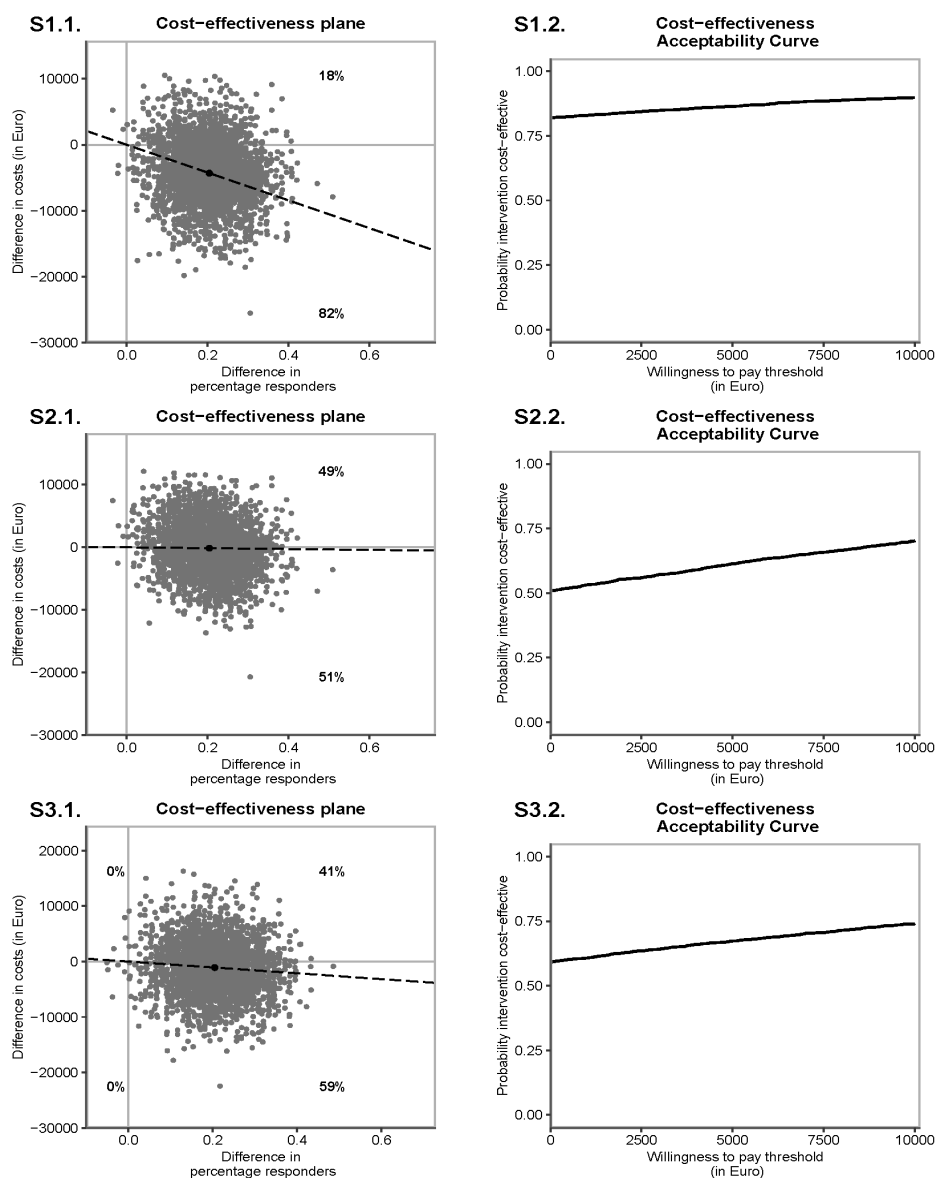 S1.1.
Cost−effectiveness plane
Difference in costs (in Euro)
10000
0
−10000
−20000
−30000
18%
82%
0.0 0.2 0.4 0.6
Difference in
percentage responders
S1.2.
Cost−effectiveness
Acceptability Curve
Probability intervention cost−effective
1.00
0.75
0.50
0.25
0.00
0 2500 5000 7500 10000
Willingness to pay threshold
(in Euro)
S2.1.
Cost−effectiveness plane
Difference in costs (in Euro)
10000
0
−10000
−20000
−30000
49%
51%
0.0 0.2 0.4 0.6
Difference in
percentage responders
S2.2.
Cost−effectiveness
Acceptability Curve
Probability intervention cost−effective
1.00
0.75
0.50
0.25
0.00
0 2500 5000 7500 10000
Willingness to pay threshold
(in Euro)
S3.1.
Cost−effectiveness plane
Difference in costs (in Euro)
20000
10000
0
−10000
−20000
−30000
0% 41%
0% 59%
0.0 0.2 0.4 0.6
Difference in
percentage responders
S3.2.
Cost−effectiveness
Acceptability Curve
Probability intervention cost−effective
1.00
0.75
0.50
0.25
0.00
0 2500 5000 7500 10000
Willingness to pay threshold
(in Euro)